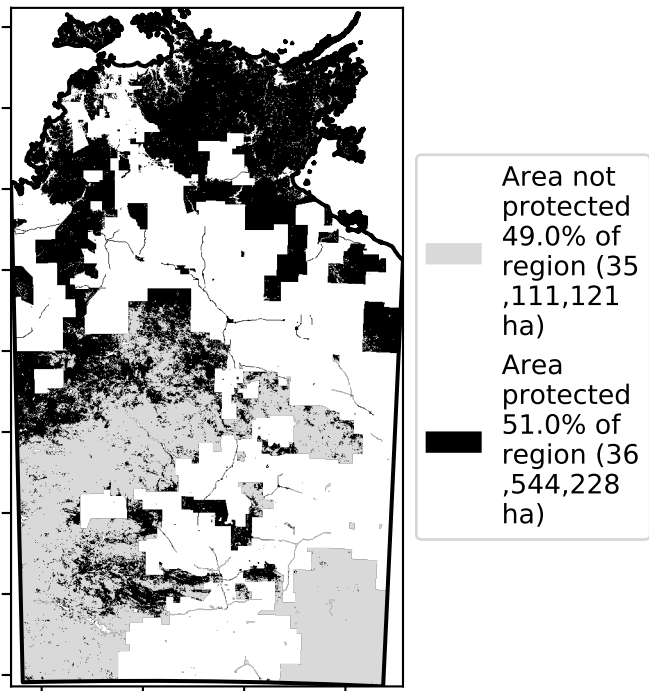 Area not
protected
49.0% of
region (35
,111,121
ha)
Area
protected
51.0% of
region (36
,544,228
ha)